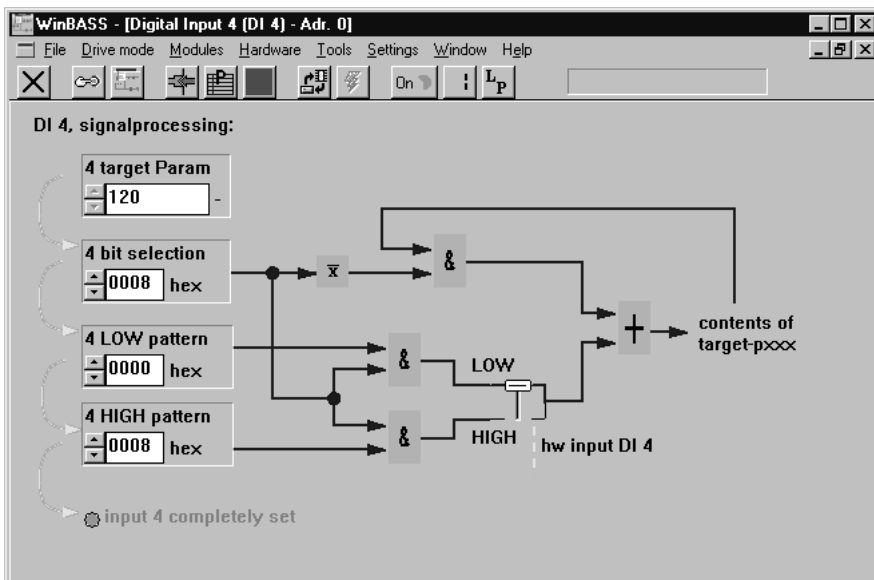 WinBASS - [Digital Input 4 (DI 4) - Adr. 0]
File Drive mode Modules Hardware Tools Settings Window Help
P On L P
DI 4, signalprocessing:
4 target Param
120 -
4 bit selection
0008 hex
x̅
&
4 LOW pattern
0000 hex
&
LOW
+
contents of
target-pxxx
4 HIGH pattern
0008 hex
&
HIGH
hw input DI 4
input 4 completely set